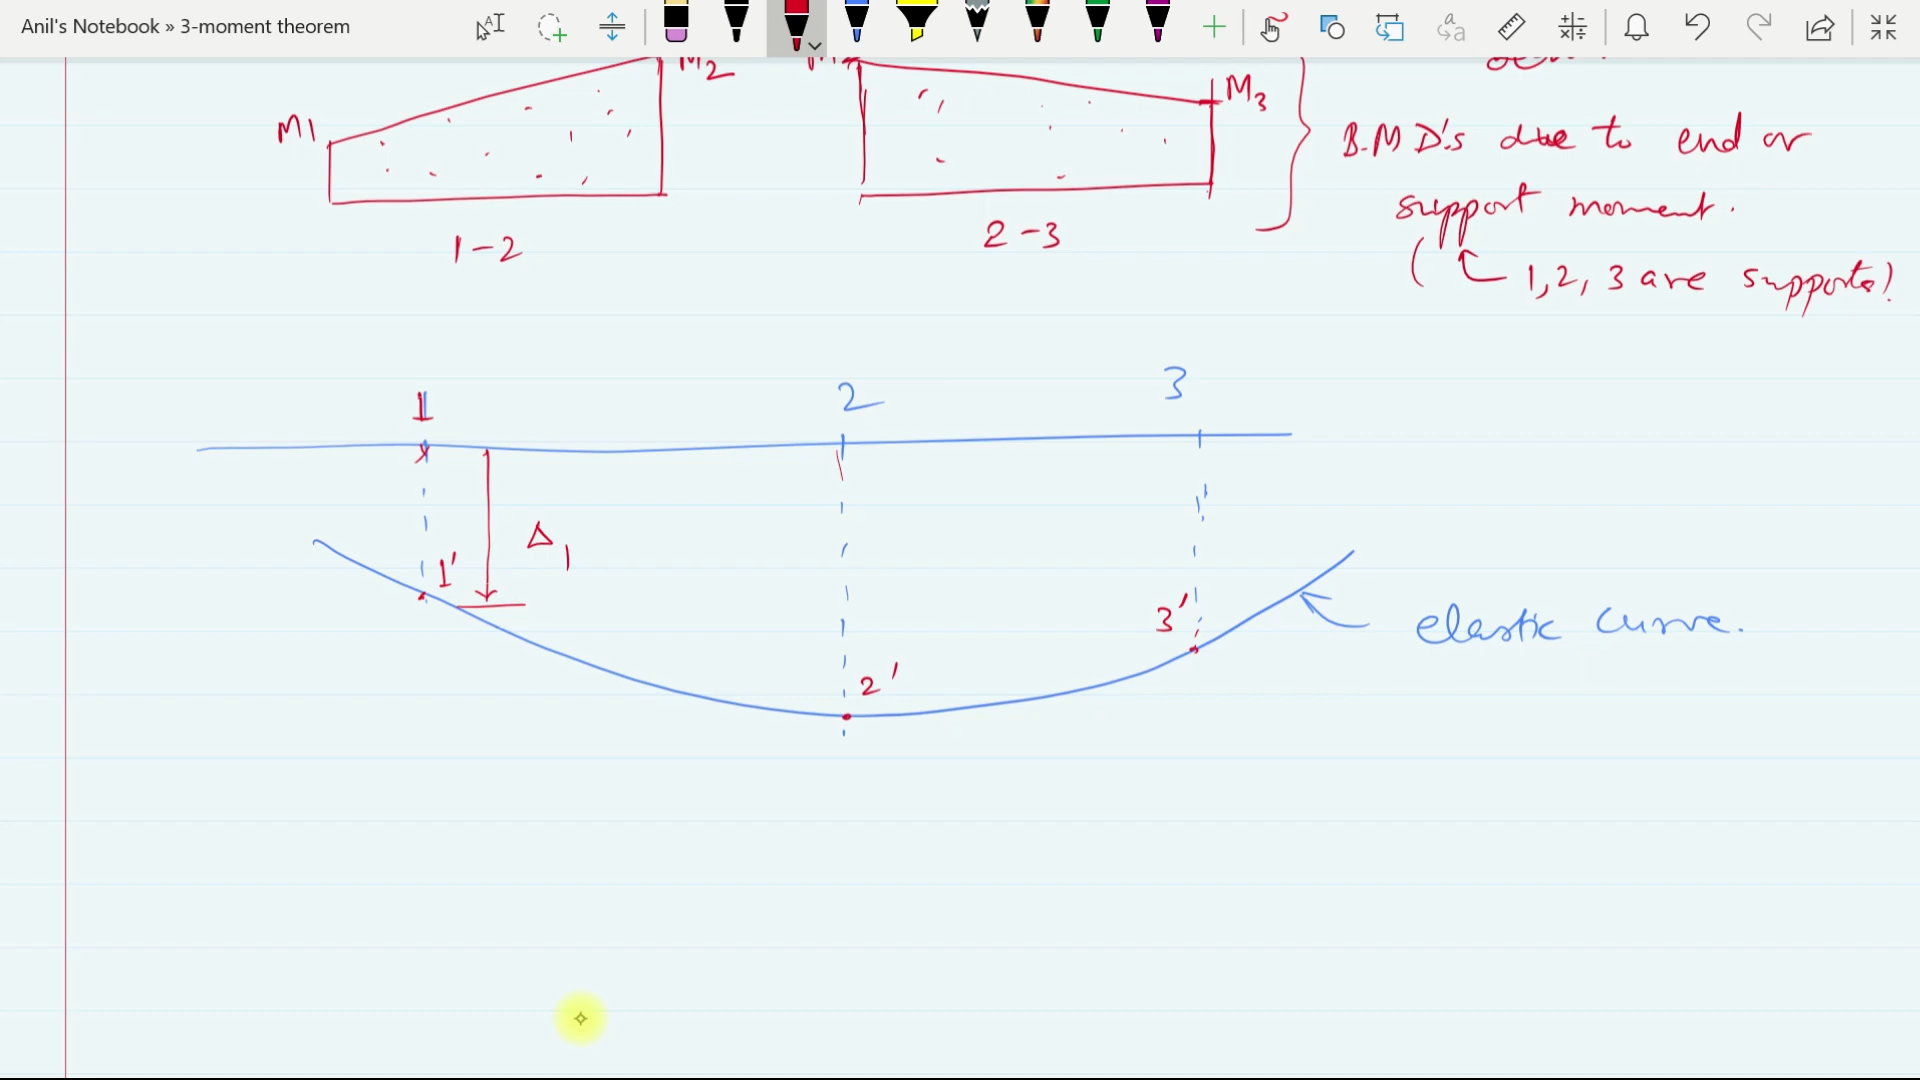 Anil's Notebook » 3-moment theorem
M1
M2
M3
B.M D's due to end or
support moment.
( 1, 2, 3 are supports)
1-2
2-3
1
2
3
Δ1
1'
2'
3'
elastic curve.